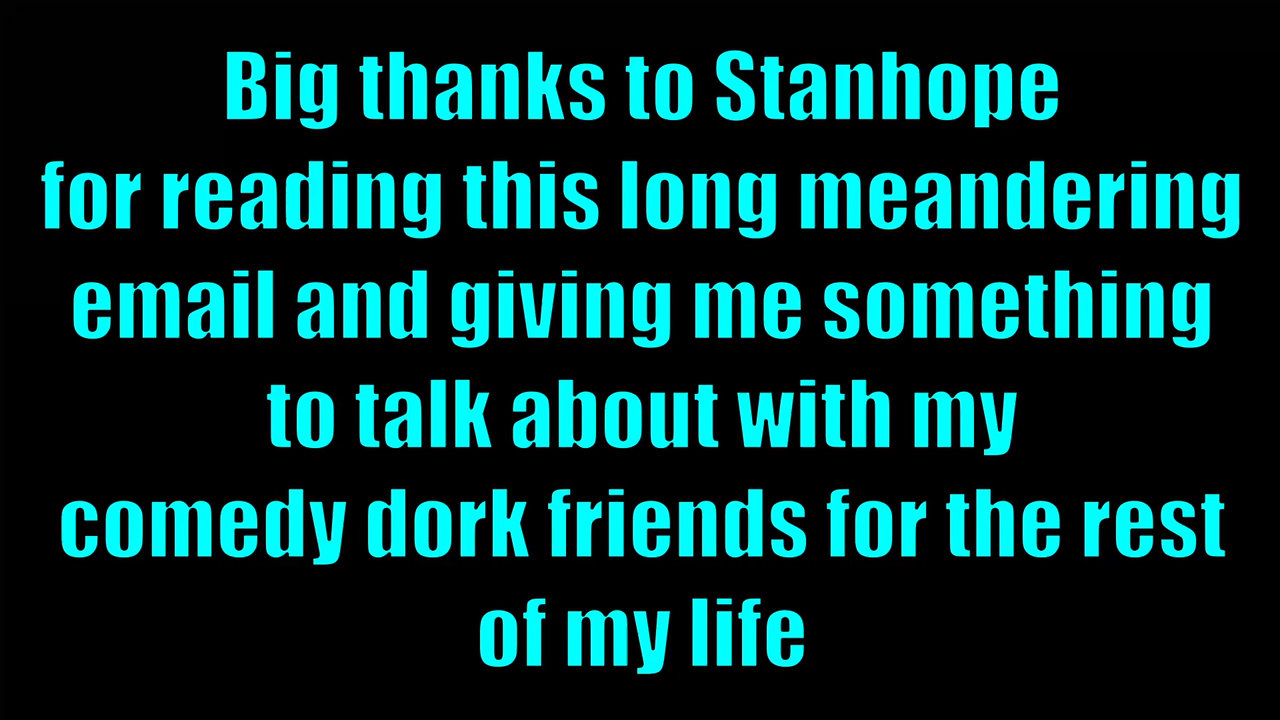 Big thanks to Stanhope
for reading this long meandering
email and giving me something
to talk about with my
comedy dork friends for the rest
of my life